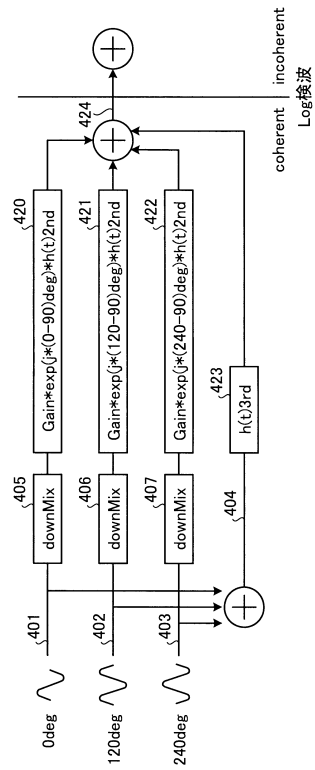 0deg
401
405
downMix
420
Gain*exp(j*(0-90)deg)*h(t)2nd
120deg
402
406
downMix
421
Gain*exp(j*(120-90)deg)*h(t)2nd
424
240deg
403
407
downMix
422
Gain*exp(j*(240-90)deg)*h(t)2nd
404
423
h(t)3rd
coherent
incoherent
Log検波